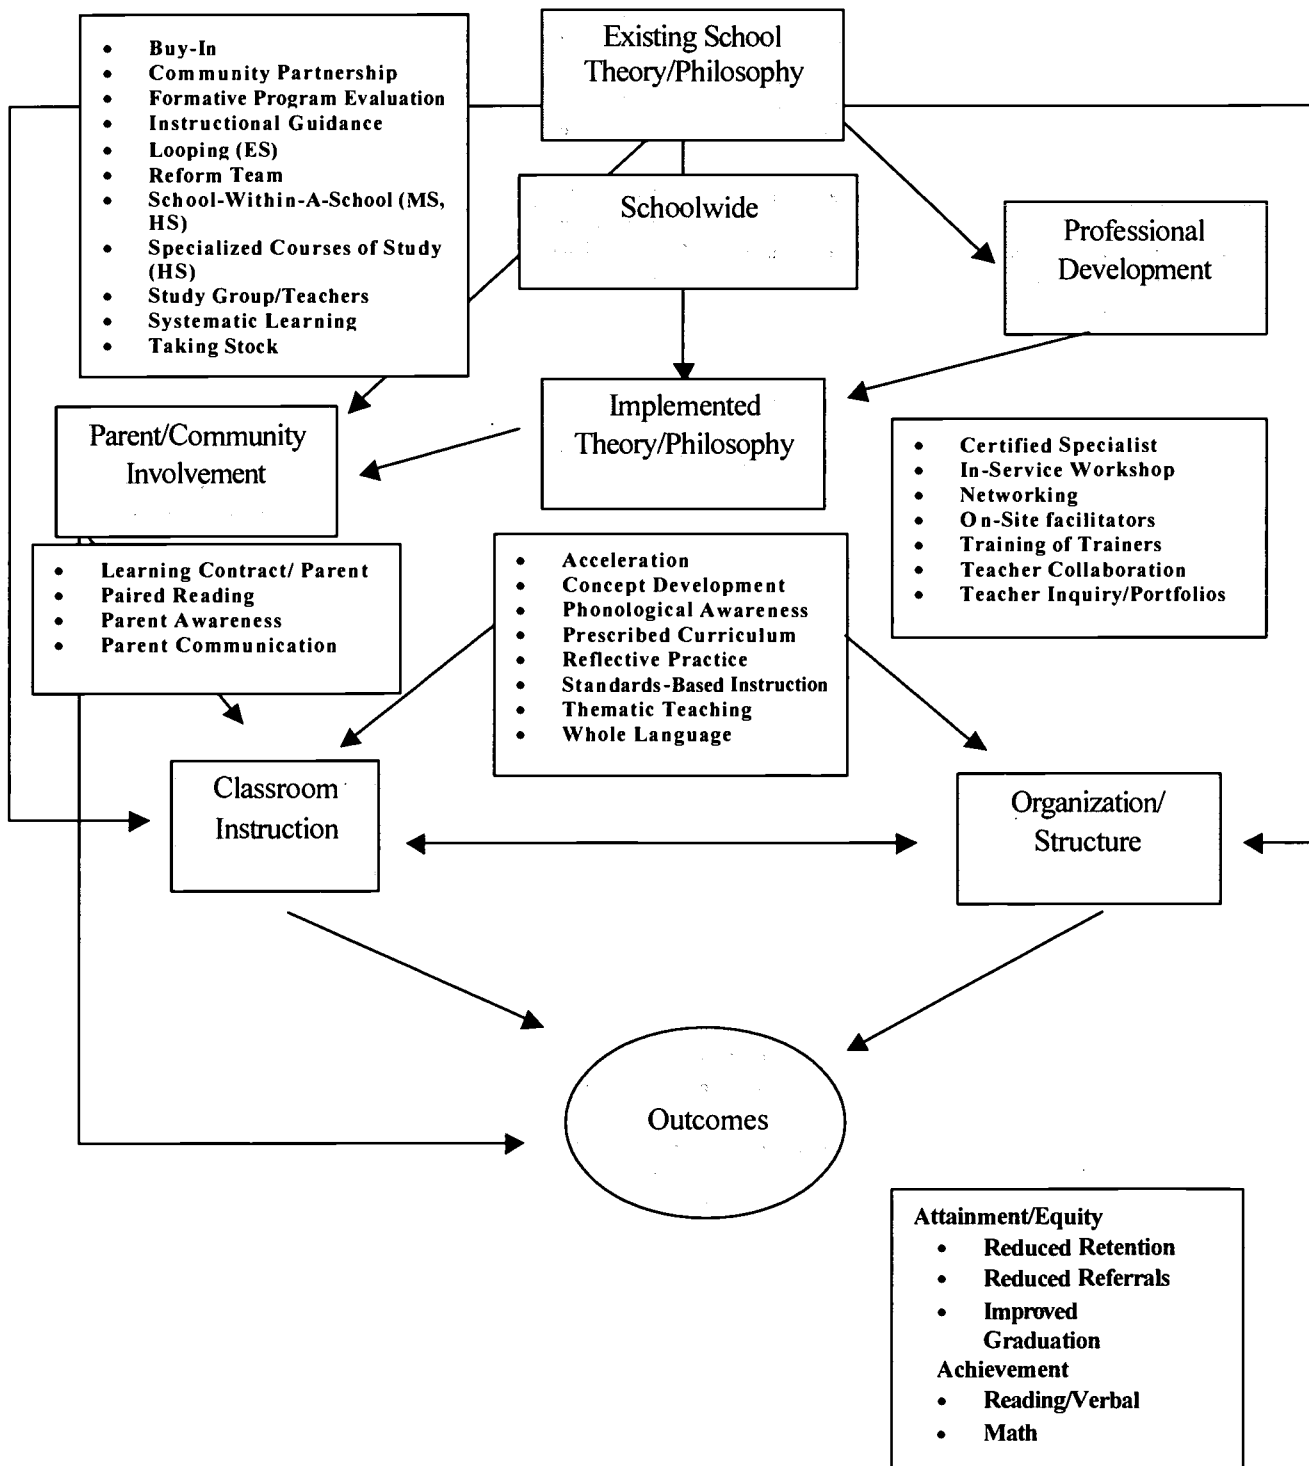 Existing School
Theory/Philosophy
• Buy-In
• Community Partnership
• Formative Program Evaluation
• Instructional Guidance
• Looping (ES)
• Reform Team
• School-Within-A-School (MS,
HS)
• Specialized Courses of Study
(HS)
• Study Group/Teachers
• Systematic Learning
• Taking Stock
Schoolwide
Professional
Development
Implemented
Theory/Philosophy
Parent/Community
Involvement
• Certified Specialist
• In-Service Workshop
• Networking
• On-Site facilitators
• Training of Trainers
• Teacher Collaboration
• Teacher Inquiry/Portfolios
• Learning Contract/ Parent
• Paired Reading
• Parent Awareness
• Parent Communication
• Acceleration
• Concept Development
• Phonological Awareness
• Prescribed Curriculum
• Reflective Practice
• Standards-Based Instruction
• Thematic Teaching
• Whole Language
Classroom
Instruction
Organization/
Structure
Outcomes
Attainment/Equity
• Reduced Retention
• Reduced Referrals
• Improved
Graduation
Achievement
• Reading/Verbal
• Math